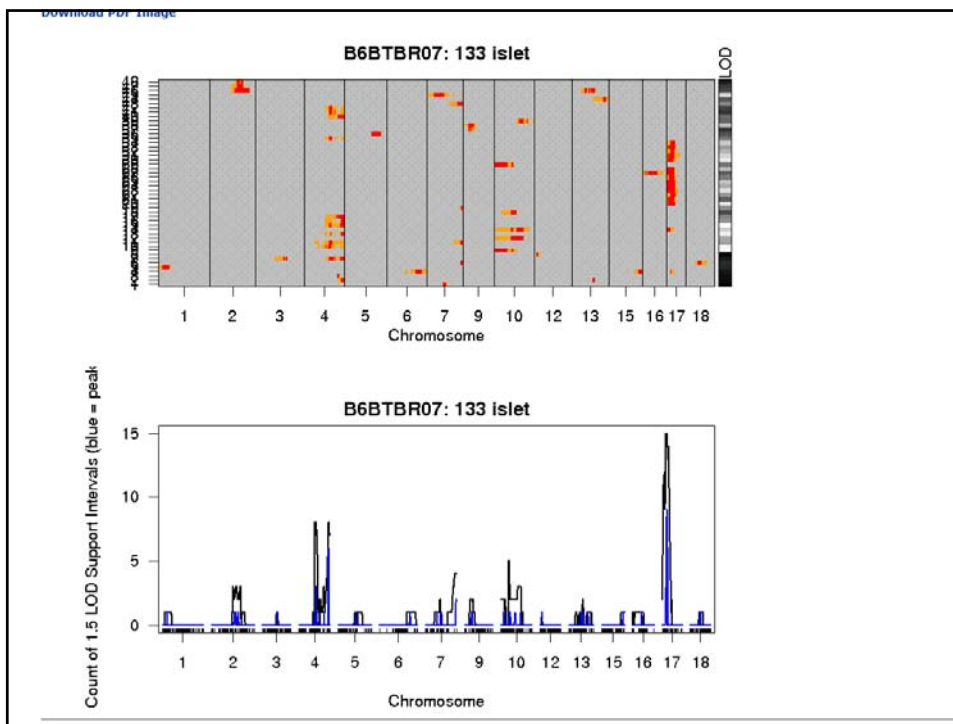 Download PDF Image
B6BTBR07: 133 islet
LOD
1 2 3 4 5 6 7 9 10 12 13 15 16 17 18
Chromosome
B6BTBR07: 133 islet
Count of 1.5 LOD Support Intervals (blue = peak
15
10
5
0
1 2 3 4 5 6 7 9 10 12 13 15 16 17 18
Chromosome